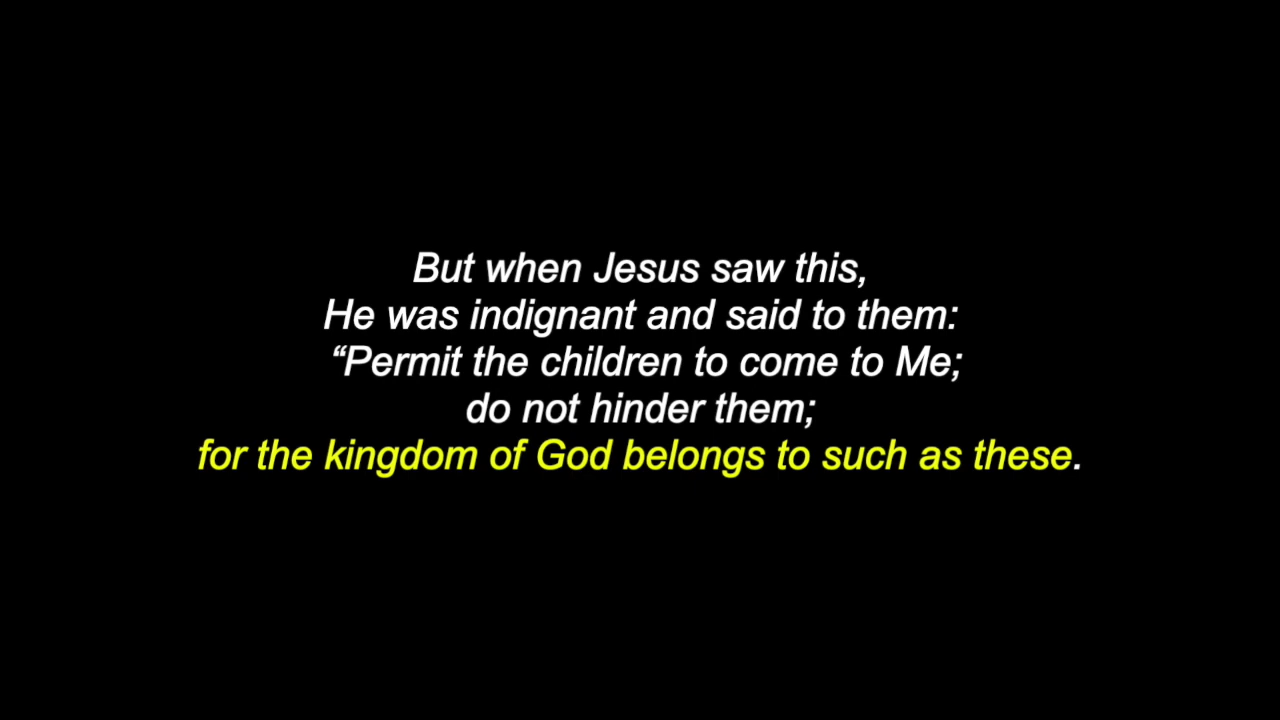 But when Jesus saw this,
He was indignant and said to them:
“Permit the children to come to Me;
do not hinder them;
for the kingdom of God belongs to such as these.